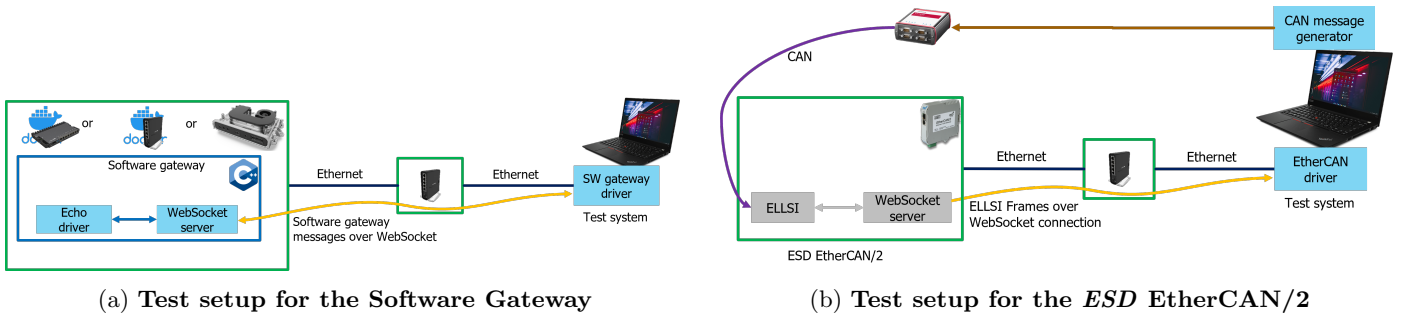 or
or
docker
docker
Software gateway
Echo
driver
WebSocket
server
Ethernet
Ethernet
Software gateway
messages over WebSocket
SW gateway
driver
Test system
(a) Test setup for the Software Gateway
CAN message
generator
CAN
Ethernet
Ethernet
ELLSI
WebSocket
server
ELLSI Frames over
WebSocket connection
EtherCAN
driver
Test system
ESD EtherCAN/2
(b) Test setup for the ESD EtherCAN/2